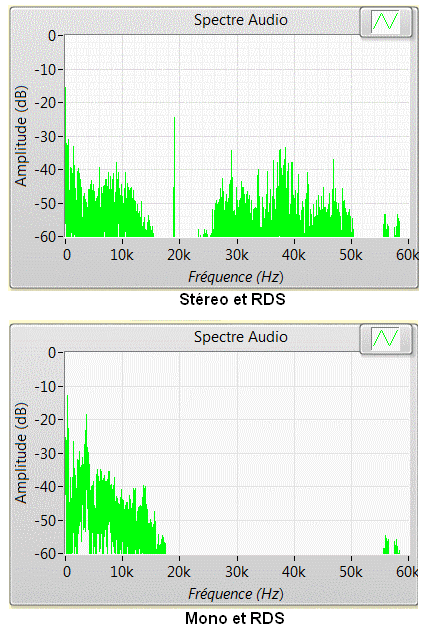 Spectre Audio
Amplitude (dB)
0
-10
-20
-30
-40
-50
-60
0 10k 20k 30k 40k 50k 60k
Fréquence (Hz)
Stéreo et RDS
Spectre Audio
Amplitude (dB)
0
-10
-20
-30
-40
-50
-60
0 10k 20k 30k 40k 50k 60k
Fréquence (Hz)
Mono et RDS